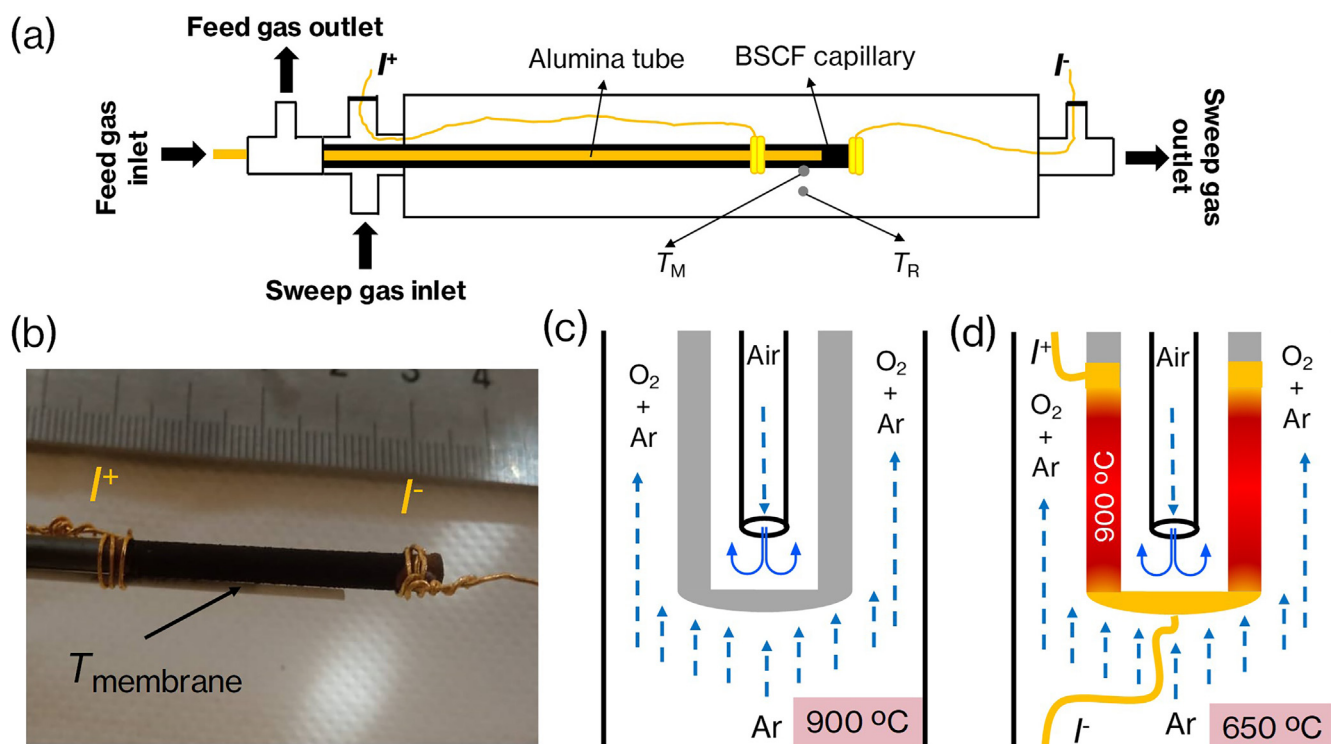 (a)
Feed gas outlet
I+
Alumina tube
BSCF capillary
I-
Feed gas
inlet
Sweep gas
outlet
TM
TR
Sweep gas inlet
(b)
2
3
4
I+
I-
Tmembrane
(c)
Air
O2
+
Ar
O2
+
Ar
Ar
900 ºC
(d)
I+
Air
O2
+
Ar
O2
+
Ar
900 ºC
I-
Ar
650 ºC